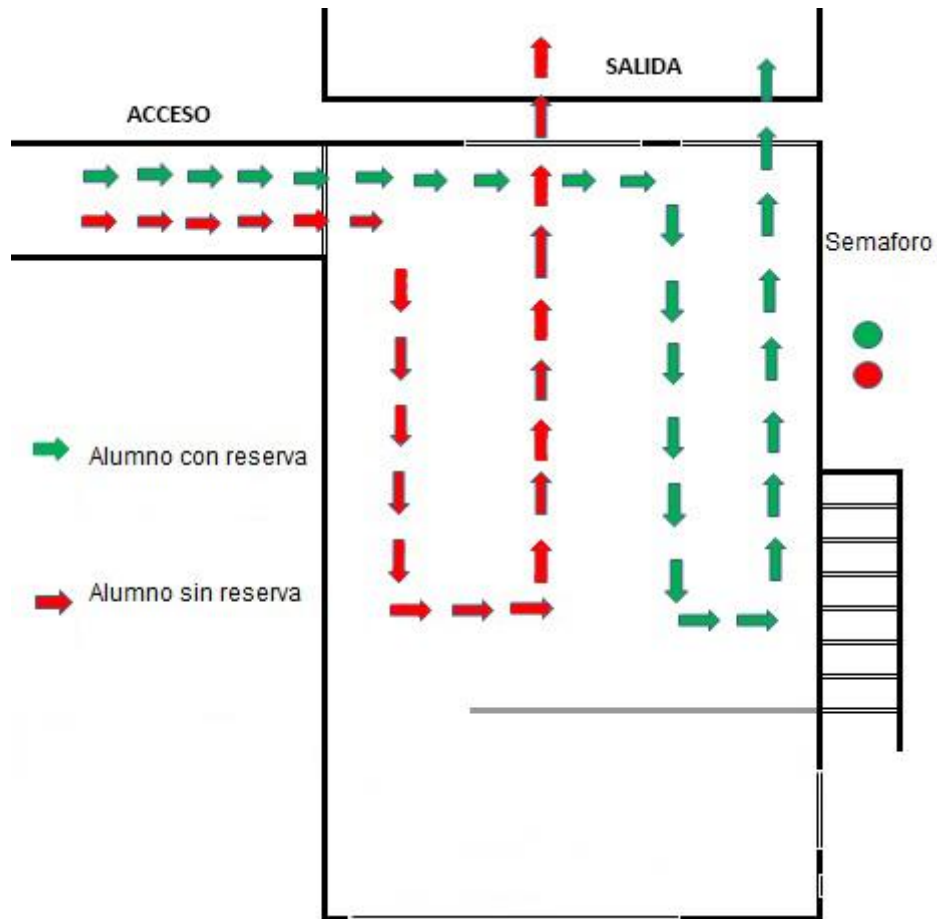 SALIDA
ACCESO
Semaforo
Alumno con reserva
Alumno sin reserva